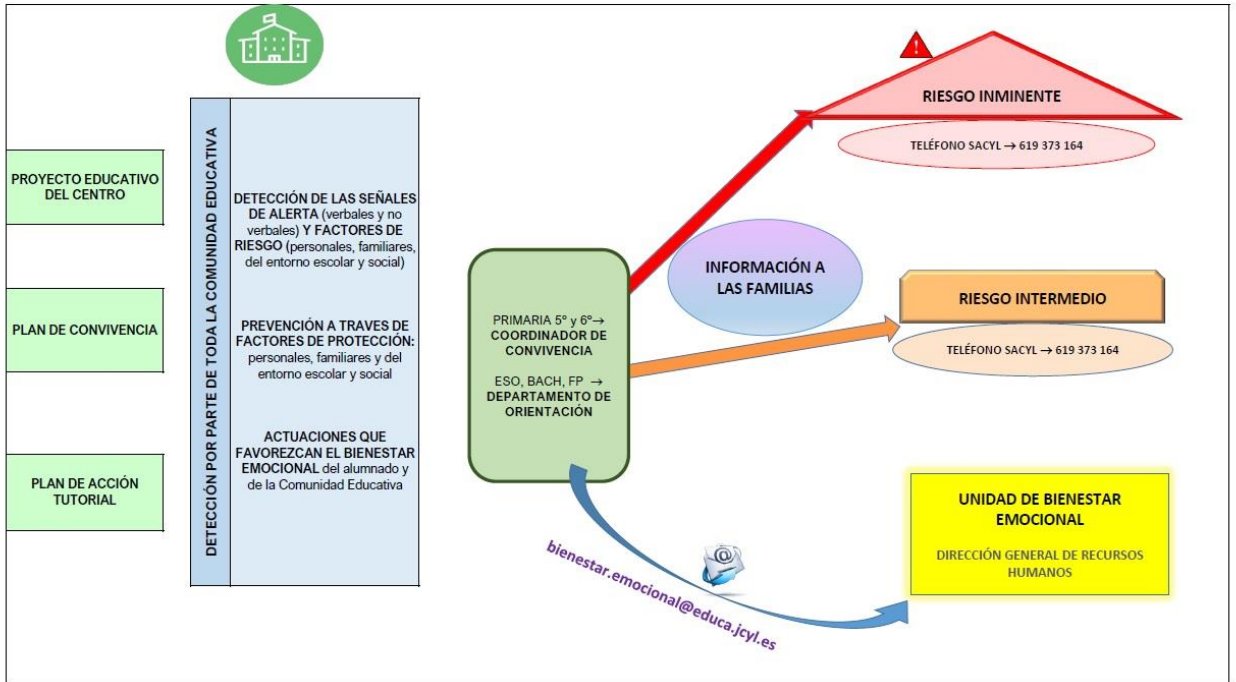 PROYECTO EDUCATIVO
DEL CENTRO
PLAN DE CONVIVENCIA
PLAN DE ACCIÓN
TUTORIAL
DETECCIÓN POR PARTE DE TODA LA COMUNIDAD EDUCATIVA
DETECCIÓN DE LAS SEÑALES
DE ALERTA (verbales y no
verbales) Y FACTORES DE
RIESGO (personales, familiares,
del entorno escolar y social)
PREVENCIÓN A TRAVES DE
FACTORES DE PROTECCIÓN:
personales, familiares y del
entorno escolar y social
ACTUACIONES QUE
FAVOREZCAN EL BIENESTAR
EMOCIONAL del alumnado y
de la Comunidad Educativa
PRIMARIA 5º y 6º→
COORDINADOR DE
CONVIVENCIA
ESO, BACH, FP →
DEPARTAMENTO DE
ORIENTACIÓN
INFORMACIÓN A
LAS FAMILIAS
!
RIESGO INMINENTE
TELÉFONO SACYL → 619 373 164
RIESGO INTERMEDIO
TELÉFONO SACYL → 619 373 164
@
bienestar.emocional@educa.jcyl.es
UNIDAD DE BIENESTAR
EMOCIONAL
DIRECCIÓN GENERAL DE RECURSOS
HUMANOS